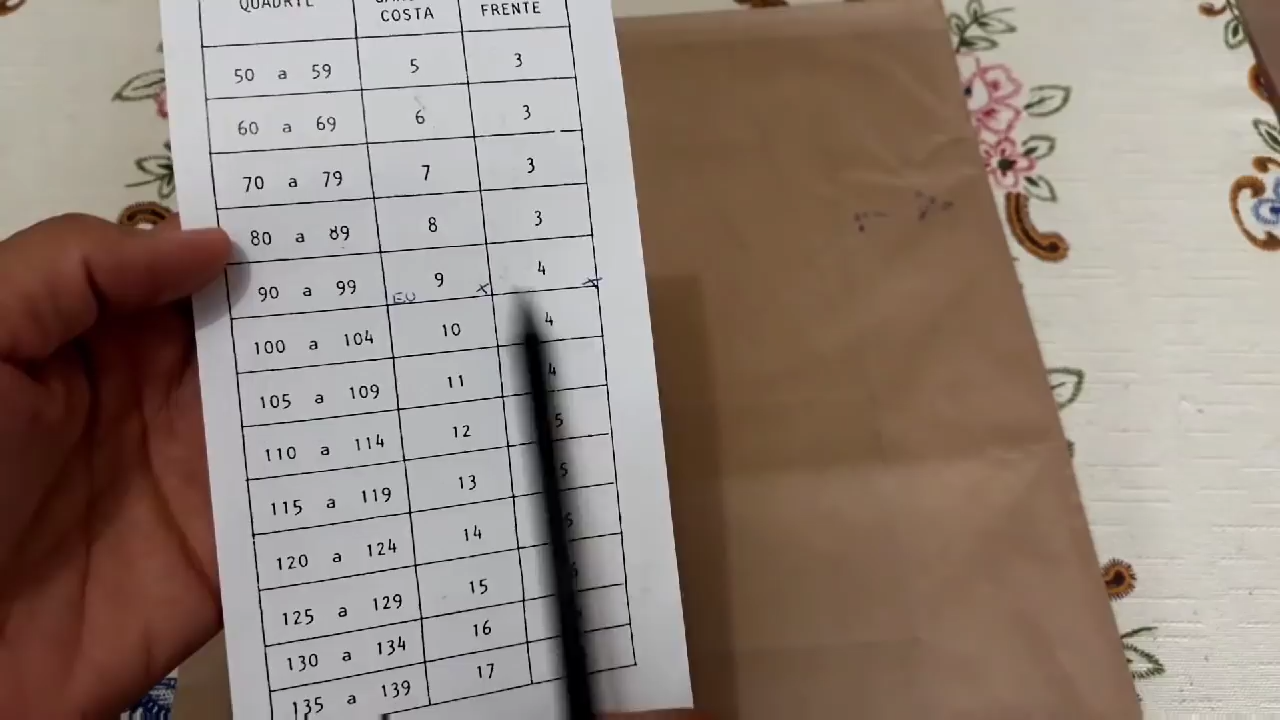 QUADRIL COSTA FRENTE
50 a 59 5 3
60 a 69 6 3
70 a 79 7 3
80 a 89 8 3
90 a 99 9 4
EU x x
100 a 104 10 4
105 a 109 11 4
110 a 114 12 5
115 a 119 13 5
120 a 124 14
125 a 129 15
130 a 134 16
135 a 139 17